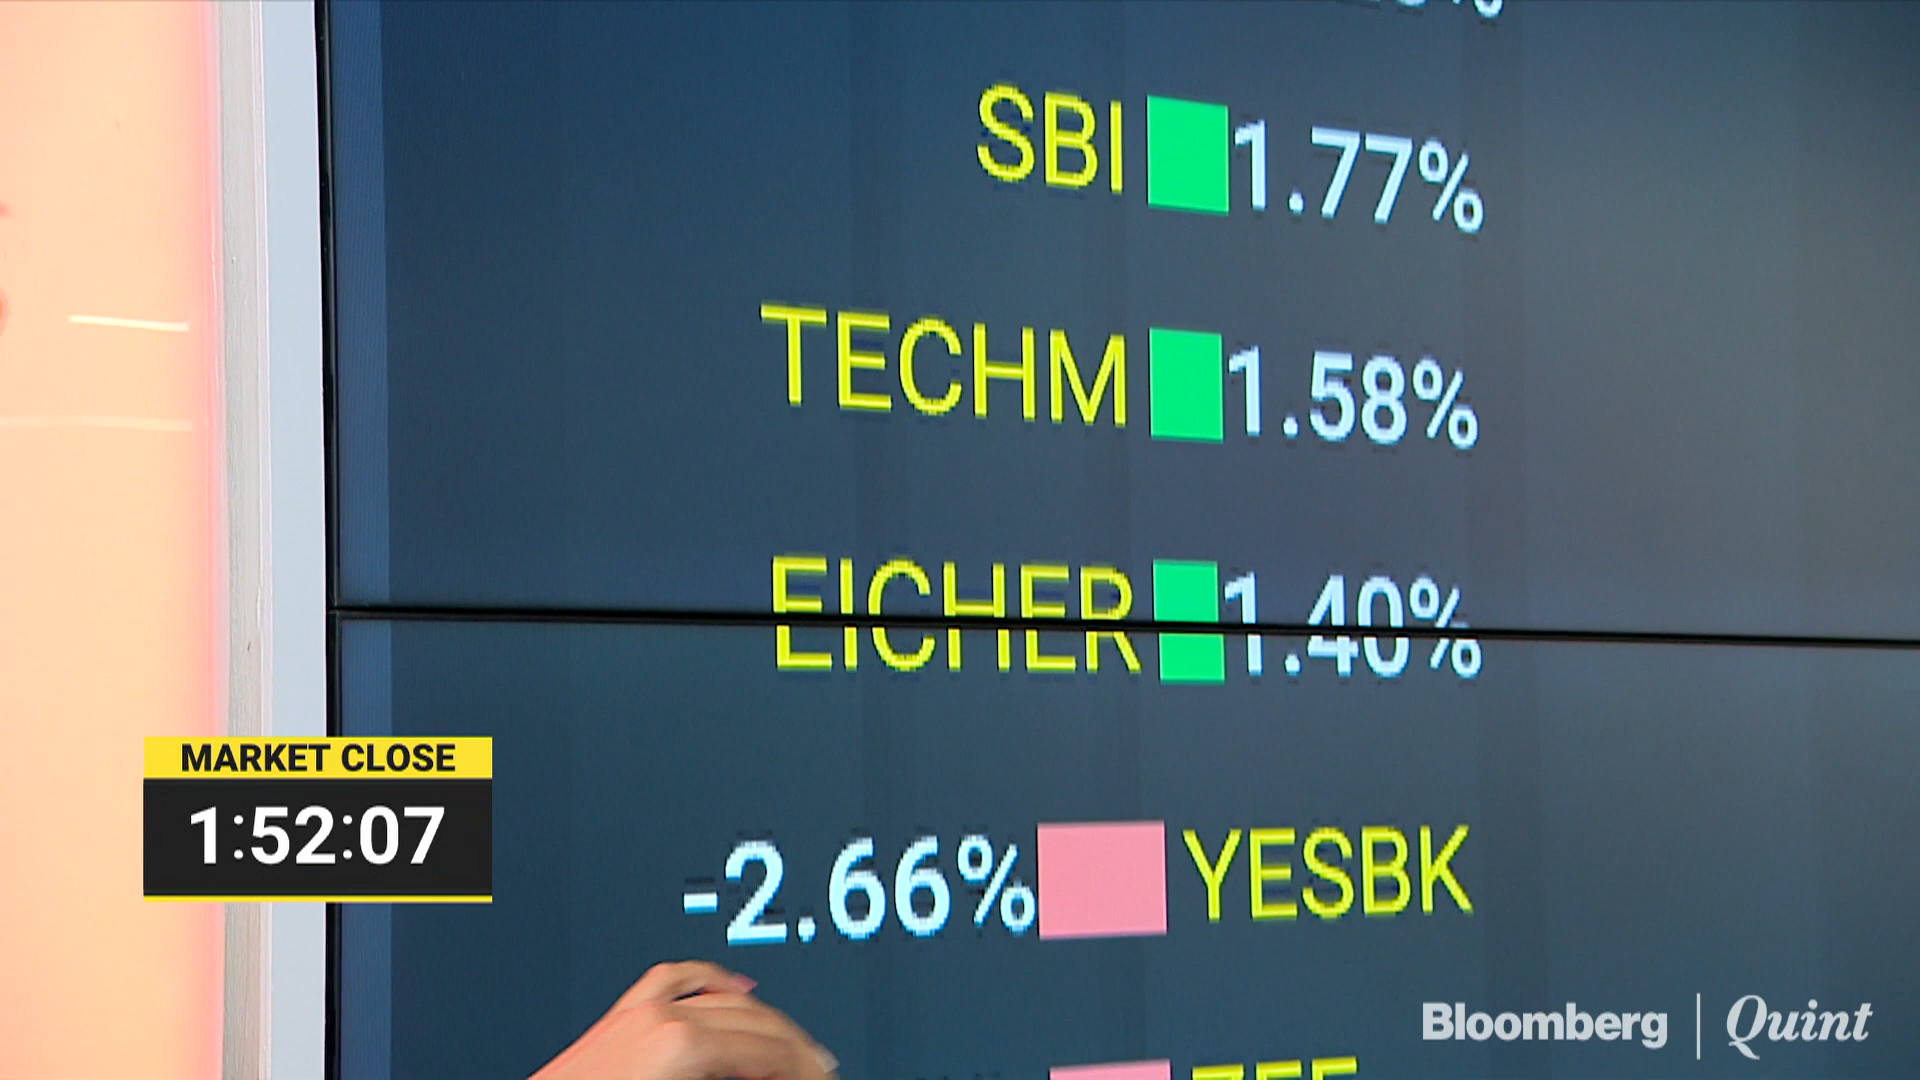 SBI 1.77%
TECHM 1.58%
EICHER 1.40%
MARKET CLOSE
1:52:07
-2.66% YESBK
Bloomberg | Quint
ZEE